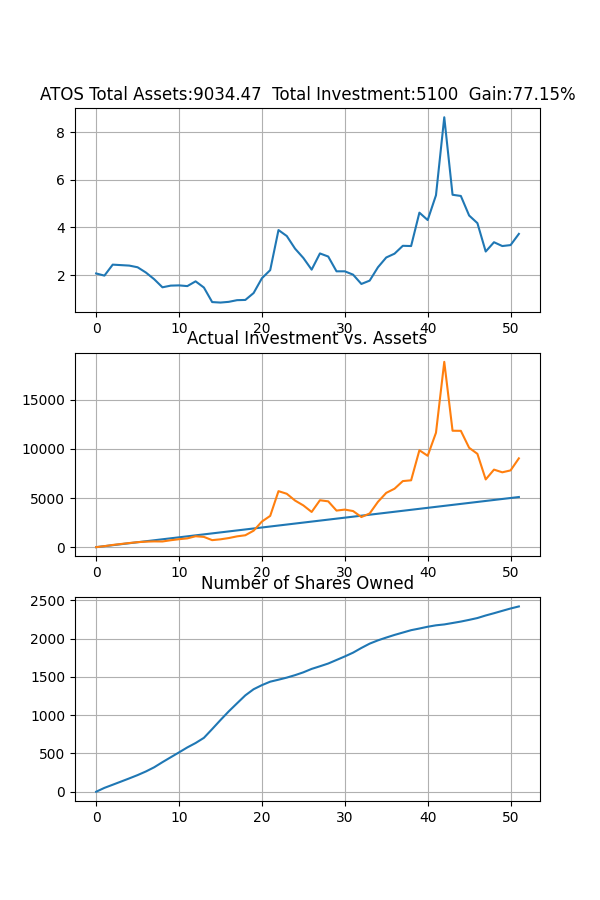 ATOS Total Assets:9034.47  Total Investment:5100  Gain:77.15%
8
6
4
2
0 10 20 30 40 50
Actual Investment vs. Assets
15000
10000
5000
0
0 10 20 30 40 50
Number of Shares Owned
2500
2000
1500
1000
500
0
0 10 20 30 40 50